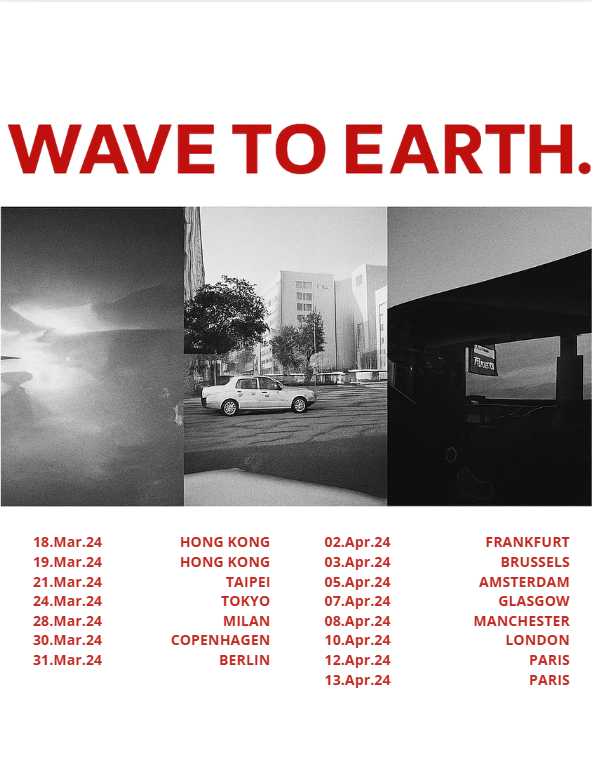 WAVE TO EARTH.
18.Mar.24 HONG KONG
19.Mar.24 HONG KONG
21.Mar.24 TAIPEI
24.Mar.24 TOKYO
28.Mar.24 MILAN
30.Mar.24 COPENHAGEN
31.Mar.24 BERLIN
02.Apr.24 FRANKFURT
03.Apr.24 BRUSSELS
05.Apr.24 AMSTERDAM
07.Apr.24 GLASGOW
08.Apr.24 MANCHESTER
10.Apr.24 LONDON
12.Apr.24 PARIS
13.Apr.24 PARIS